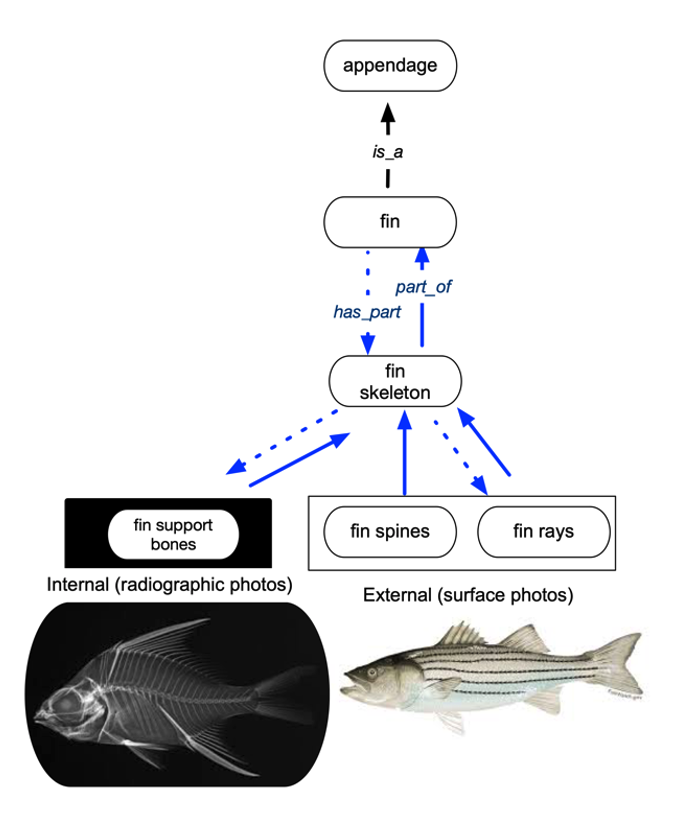 appendage
is_a
fin
part_of
has_part
fin
skeleton
fin support
bones
fin spines
fin rays
Internal (radiographic photos)
External (surface photos)